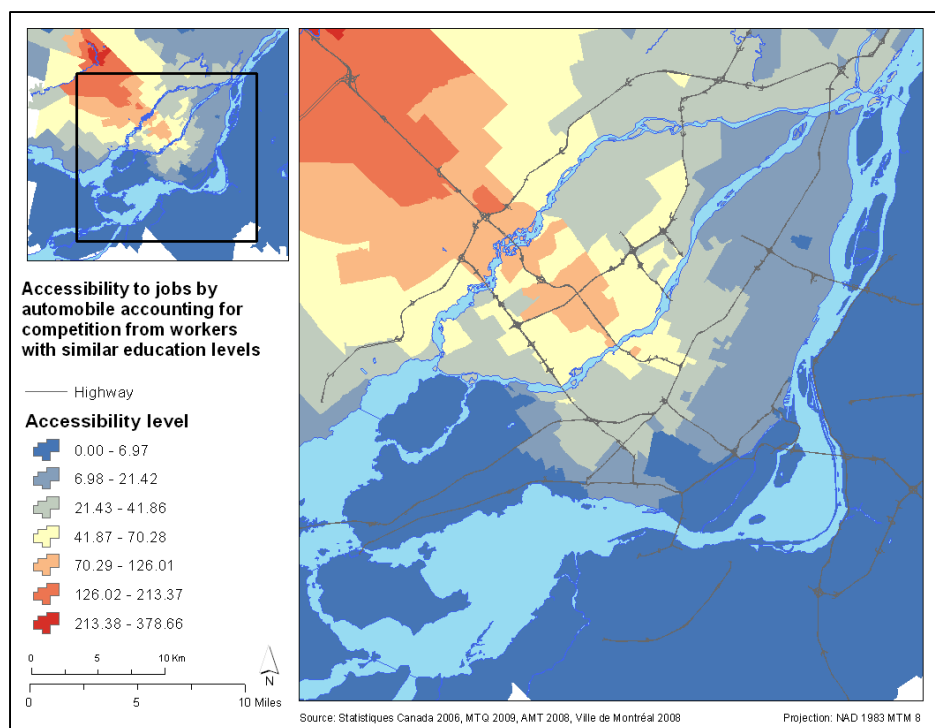 Accessibility to jobs by
automobile accounting for
competition from workers
with similar education levels
Highway
Accessibility level
0.00 - 6.97
6.98 - 21.42
21.43 - 41.86
41.87 - 70.28
70.29 - 126.01
126.02 - 213.37
213.38 - 378.66
0 5 10 Km
N
0 5 10 Miles
Source: Statistiques Canada 2006, MTQ 2009, AMT 2008, Ville de Montréal 2008 Projection: NAD 1983 MTM 8